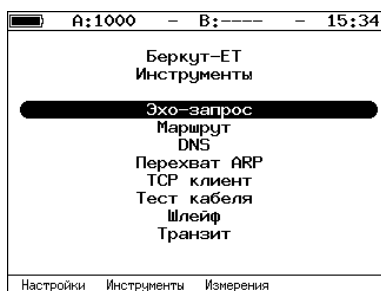 A:1000 – B:---- – 15:34
Беркут-ЕТ
Инструменты
Эхо-запрос
Маршрут
DNS
Перехват ARP
TCP клиент
Тест кабеля
Шлейф
Транзит
Настройки Инструменты Измерения